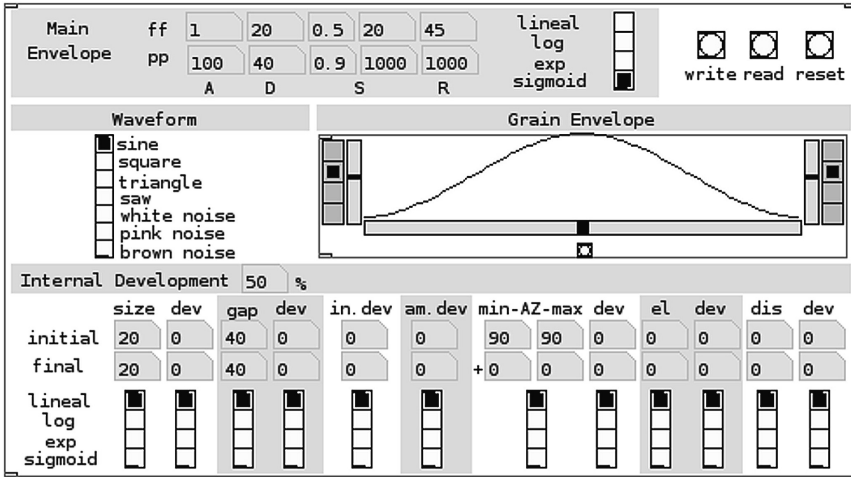 Main Envelope
ff 1 20 0.5 20 45
pp 100 40 0.9 1000 1000
A D S R
lineal
log
exp
sigmoid
write read reset
Waveform
sine
square
triangle
saw
white noise
pink noise
brown noise
Grain Envelope
Internal Development 50 %
size dev gap dev in.dev am.dev min-AZ-max dev el dev dis dev
initial 20 0 40 0 0 0 90 90 0 0 0 0 0
final 20 0 40 0 0 0 +0 0 0 0 0 0 0
lineal
log
exp
sigmoid